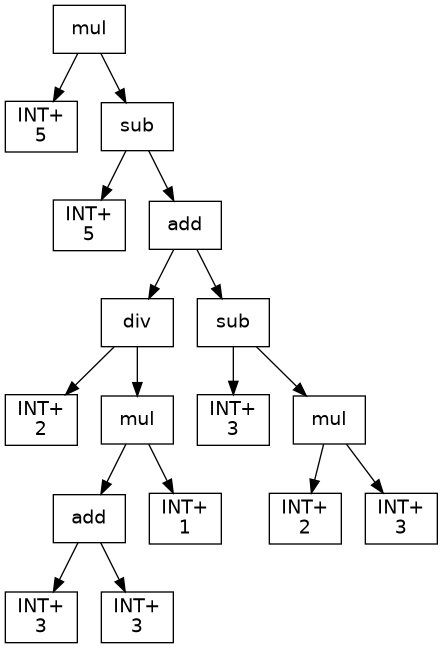 mul
INT+
5
sub
INT+
5
add
div
sub
INT+
2
mul
INT+
3
mul
add
INT+
1
INT+
2
INT+
3
INT+
3
INT+
3